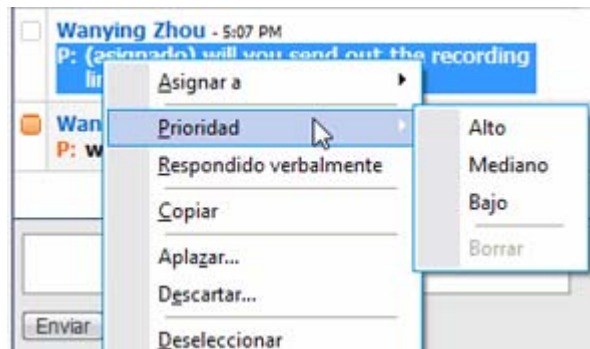 Wanying Zhou - 5:07 PM
P: (asignado) will you send out the recording
Asignar a
Wan
Prioridad
P: w
Respondido verbalmente
Copiar
Aplazar...
Descartar...
Deseleccionar
Alto
Mediano
Bajo
Borrar
Enviar